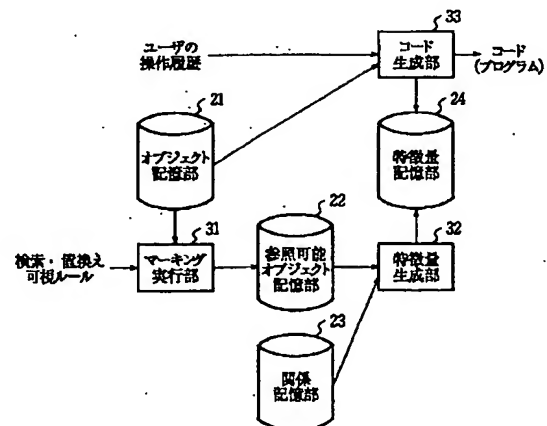 33
ユーザの
操作履歴
コード
生成部
コード
(プログラム)
21
24
オブジェクト
記憶部
特徴量
記憶部
22
31
32
検索・置換え
可視ルール
マーキング
実行部
参照可能
オブジェクト
記憶部
特徴量
生成部
23
関係
記憶部